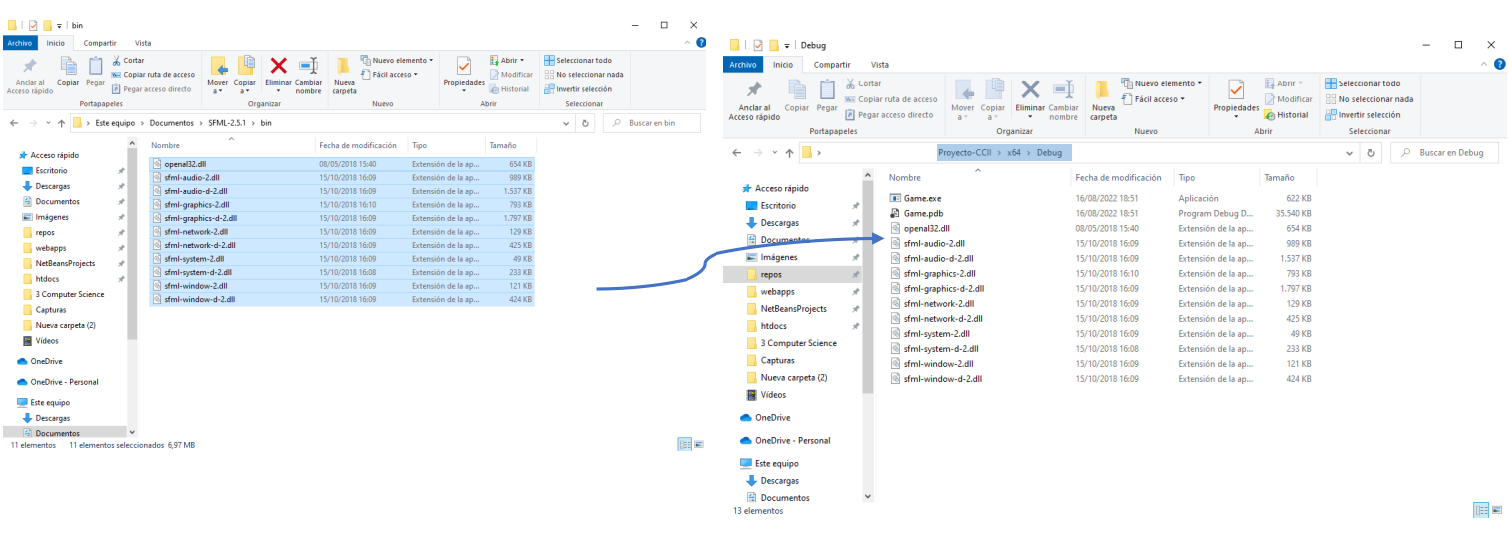 bin
Archivo Inicio Compartir Vista
Anclar al Acceso rápido
Copiar
Pegar
Cortar
Copiar ruta de acceso
Pegar acceso directo
Portapapeles
Mover a
Copiar a
Eliminar
Cambiar nombre
Organizar
Nueva carpeta
Nuevo elemento
Fácil acceso
Nuevo
Propiedades
Abrir
Modificar
Historial
Abrir
Seleccionar todo
No seleccionar nada
Invertir selección
Seleccionar
› Este equipo › Documentos › SFML-2.5.1 › bin
Buscar en bin
Acceso rápido
Escritorio
Descargas
Documentos
Imágenes
repos
webapps
NetBeansProjects
htdocs
3 Computer Science
Capturas
Nueva carpeta (2)
Vídeos
OneDrive
OneDrive - Personal
Este equipo
Descargas
Documentos
Nombre Fecha de modificación Tipo Tamaño
openal32.dll 08/05/2018 15:40 Extensión de la ap... 654 KB
sfml-audio-2.dll 15/10/2018 16:09 Extensión de la ap... 989 KB
sfml-audio-d-2.dll 15/10/2018 16:09 Extensión de la ap... 1.537 KB
sfml-graphics-2.dll 15/10/2018 16:10 Extensión de la ap... 793 KB
sfml-graphics-d-2.dll 15/10/2018 16:09 Extensión de la ap... 1.797 KB
sfml-network-2.dll 15/10/2018 16:09 Extensión de la ap... 129 KB
sfml-network-d-2.dll 15/10/2018 16:09 Extensión de la ap... 425 KB
sfml-system-2.dll 15/10/2018 16:09 Extensión de la ap... 49 KB
sfml-system-d-2.dll 15/10/2018 16:08 Extensión de la ap... 233 KB
sfml-window-2.dll 15/10/2018 16:09 Extensión de la ap... 121 KB
sfml-window-d-2.dll 15/10/2018 16:09 Extensión de la ap... 424 KB
11 elementos 11 elementos seleccionados 6,97 MB
Debug
Archivo Inicio Compartir Vista
Anclar al Acceso rápido
Copiar
Pegar
Cortar
Copiar ruta de acceso
Pegar acceso directo
Portapapeles
Mover a
Copiar a
Eliminar
Cambiar nombre
Organizar
Nueva carpeta
Nuevo elemento
Fácil acceso
Nuevo
Propiedades
Abrir
Modificar
Historial
Abrir
Seleccionar todo
No seleccionar nada
Invertir selección
Seleccionar
› Proyecto-CCII › x64 › Debug
Buscar en Debug
Acceso rápido
Escritorio
Descargas
Documentos
Imágenes
repos
webapps
NetBeansProjects
htdocs
3 Computer Science
Capturas
Nueva carpeta (2)
Vídeos
OneDrive
OneDrive - Personal
Este equipo
Descargas
Documentos
Nombre Fecha de modificación Tipo Tamaño
Game.exe 16/08/2022 18:51 Aplicación 622 KB
Game.pdb 16/08/2022 18:51 Program Debug D... 35.540 KB
openal32.dll 08/05/2018 15:40 Extensión de la ap... 654 KB
sfml-audio-2.dll 15/10/2018 16:09 Extensión de la ap... 989 KB
sfml-audio-d-2.dll 15/10/2018 16:09 Extensión de la ap... 1.537 KB
sfml-graphics-2.dll 15/10/2018 16:10 Extensión de la ap... 793 KB
sfml-graphics-d-2.dll 15/10/2018 16:09 Extensión de la ap... 1.797 KB
sfml-network-2.dll 15/10/2018 16:09 Extensión de la ap... 129 KB
sfml-network-d-2.dll 15/10/2018 16:09 Extensión de la ap... 425 KB
sfml-system-2.dll 15/10/2018 16:09 Extensión de la ap... 49 KB
sfml-system-d-2.dll 15/10/2018 16:08 Extensión de la ap... 233 KB
sfml-window-2.dll 15/10/2018 16:09 Extensión de la ap... 121 KB
sfml-window-d-2.dll 15/10/2018 16:09 Extensión de la ap... 424 KB
13 elementos